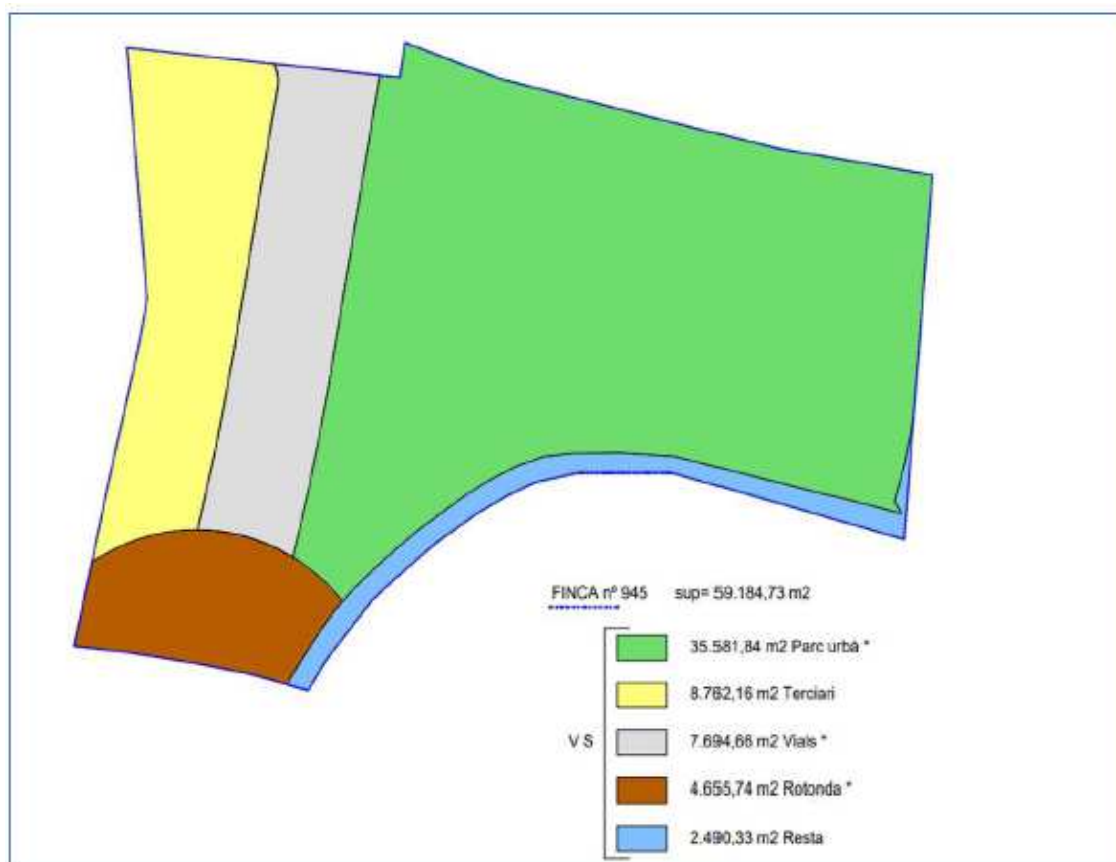 FINCA nº 945 sup= 59.184,73 m2
35.581,84 m2 Parc urbà *
8.762,16 m2 Terciari
V S
7.694,66 m2 Vials *
4.655,74 m2 Rotonda *
2.490,33 m2 Resta